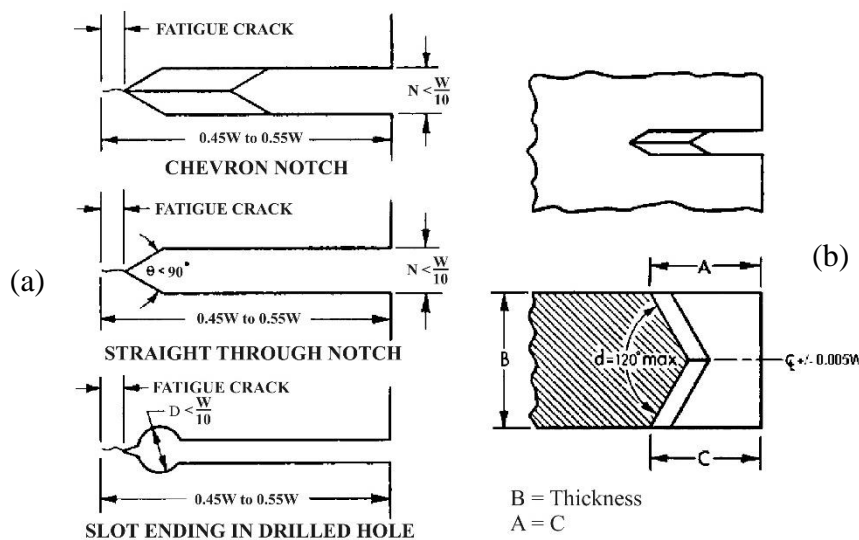 (a)
FATIGUE CRACK
N < W/10
0.45W to 0.55W
CHEVRON NOTCH
FATIGUE CRACK
θ < 90°
N < W/10
0.45W to 0.55W
STRAIGHT THROUGH NOTCH
FATIGUE CRACK
D < W/10
0.45W to 0.55W
SLOT ENDING IN DRILLED HOLE
(b)
A
B
d=120° max
℄ +/- 0.005W
C
B = Thickness
A = C